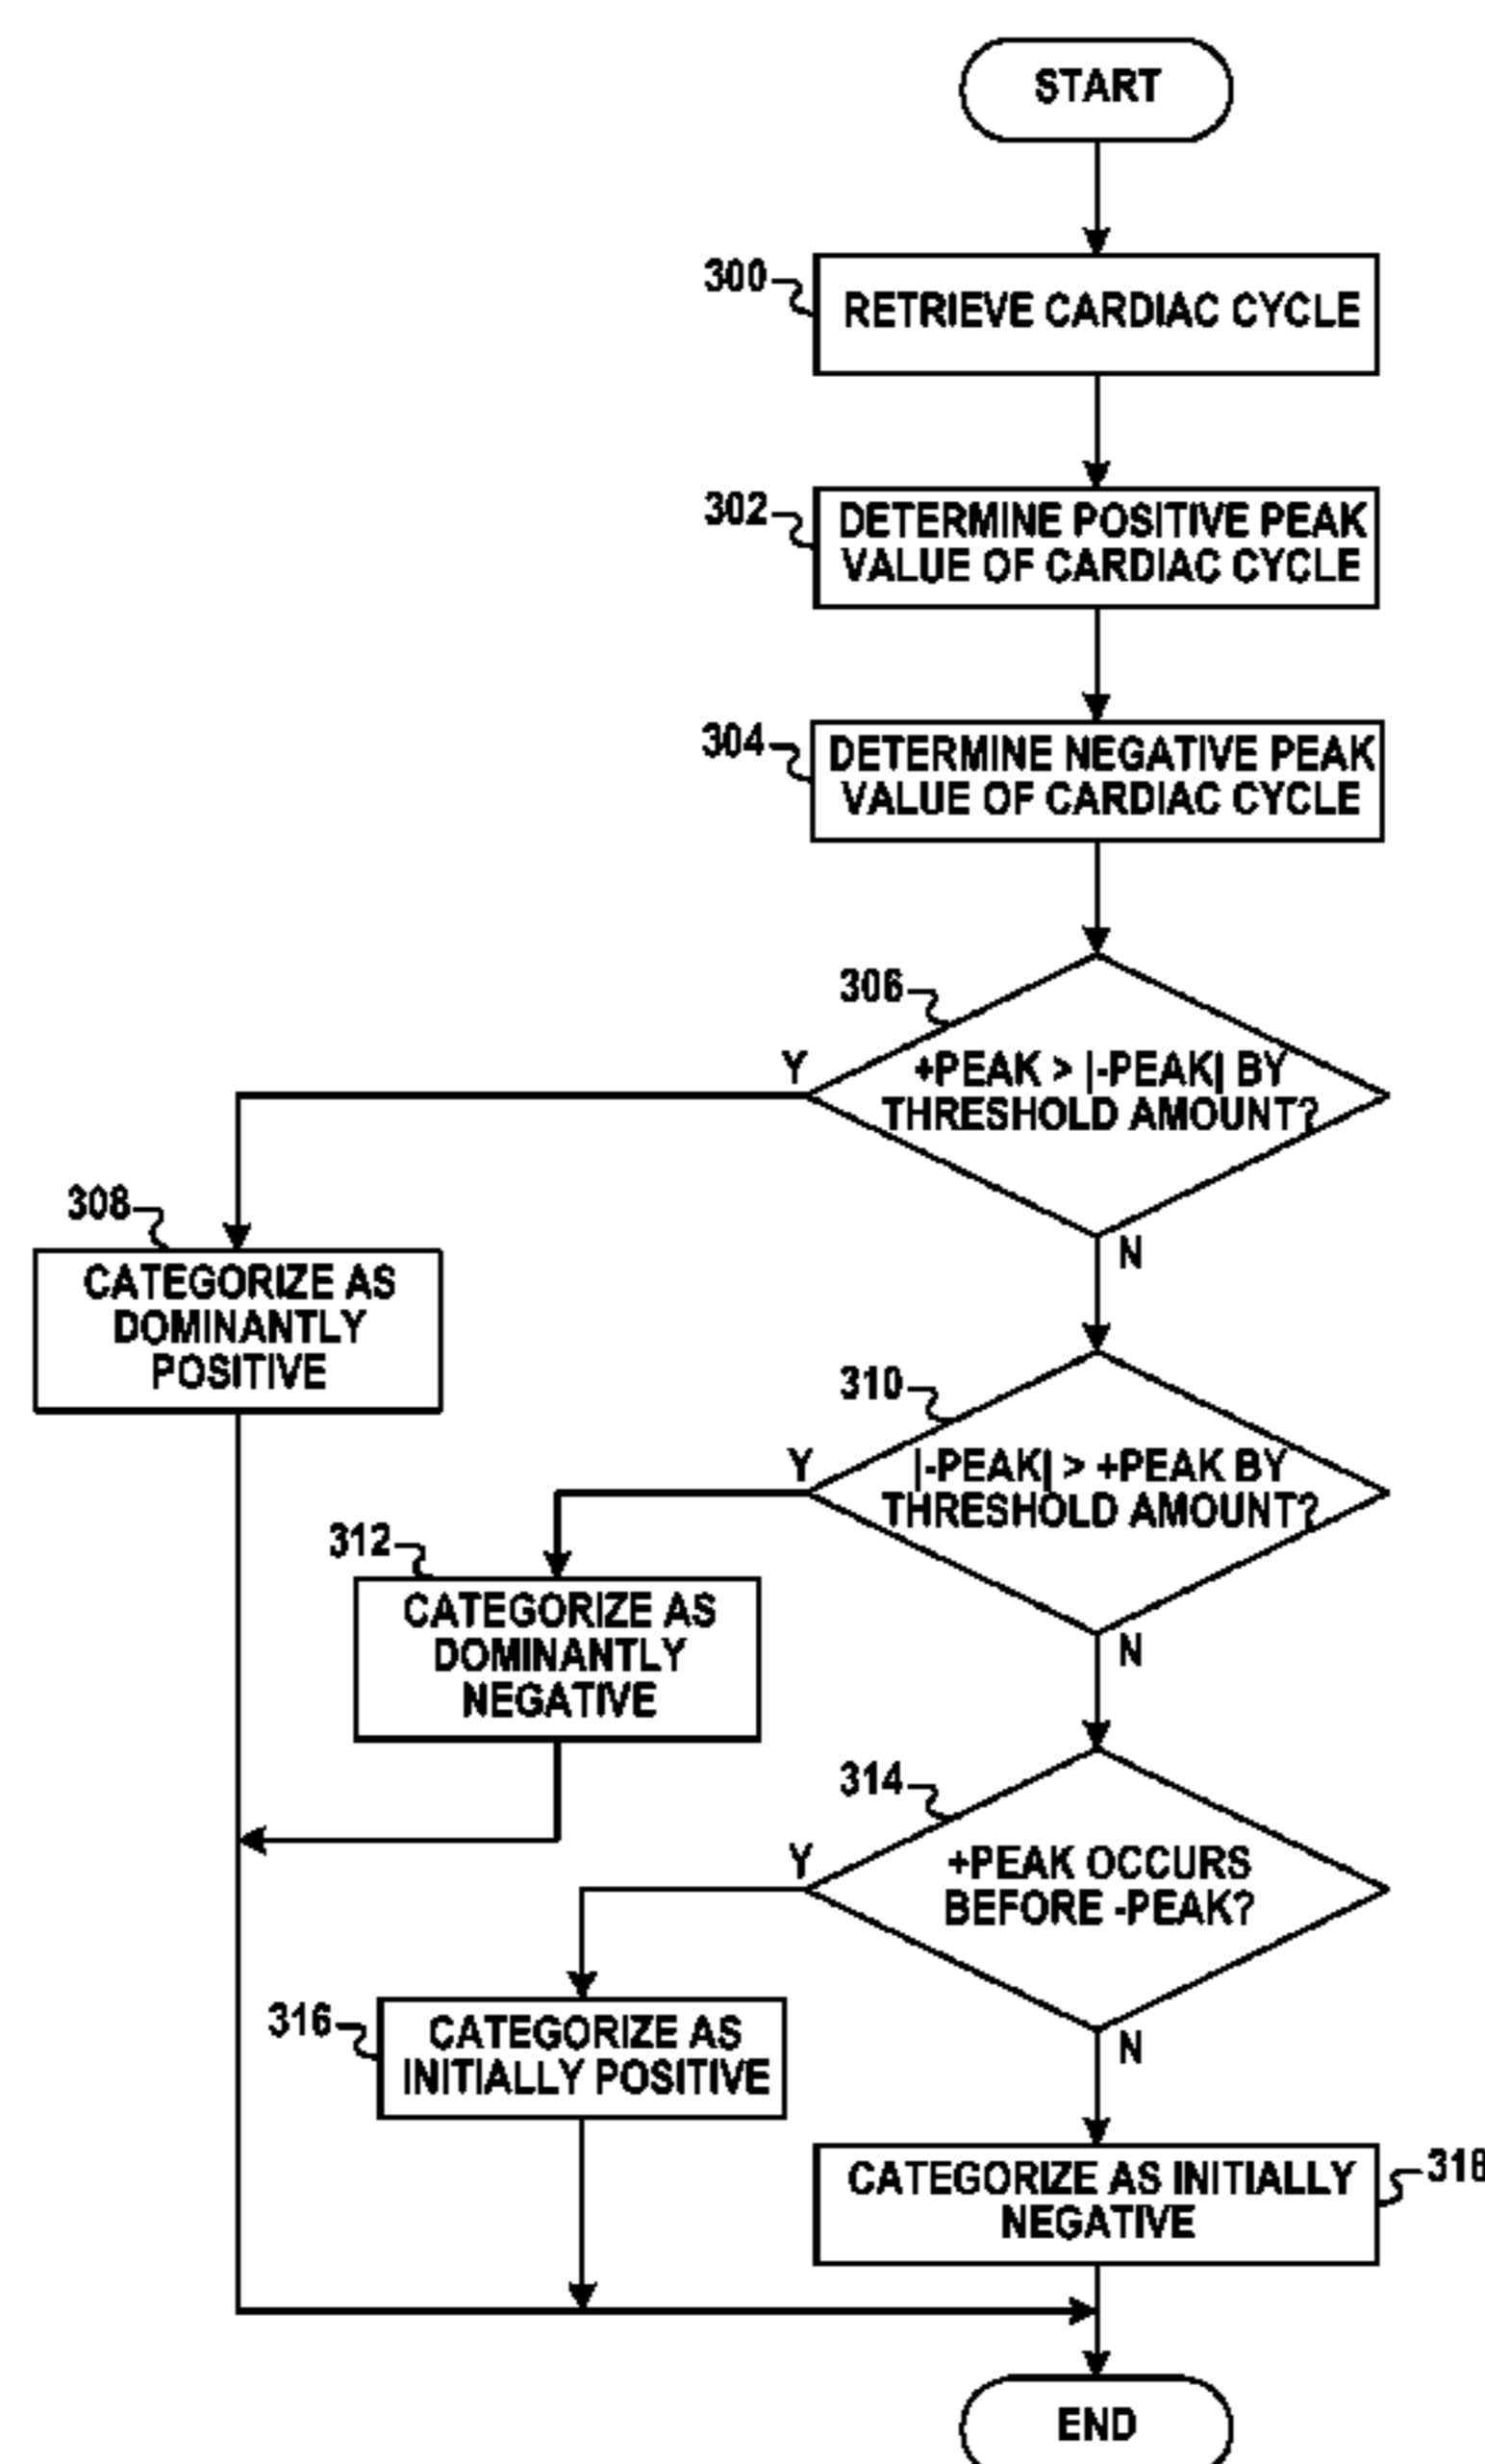 START
300
RETRIEVE CARDIAC CYCLE
302
DETERMINE POSITIVE PEAK
VALUE OF CARDIAC CYCLE
304
DETERMINE NEGATIVE PEAK
VALUE OF CARDIAC CYCLE
306
Y
+PEAK > |-PEAK| BY
THRESHOLD AMOUNT?
N
308
CATEGORIZE AS
DOMINANTLY
POSITIVE
310
Y
|-PEAK| > +PEAK BY
THRESHOLD AMOUNT?
N
312
CATEGORIZE AS
DOMINANTLY
NEGATIVE
314
Y
+PEAK OCCURS
BEFORE -PEAK?
N
316
CATEGORIZE AS
INITIALLY POSITIVE
318
CATEGORIZE AS INITIALLY
NEGATIVE
END